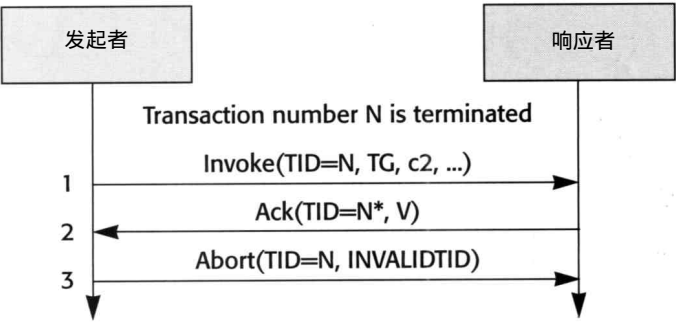 发起者
响应者
Transaction number N is terminated
Invoke(TID=N, TG, c2, ...)
1
Ack(TID=N*, V)
2
Abort(TID=N, INVALIDTID)
3